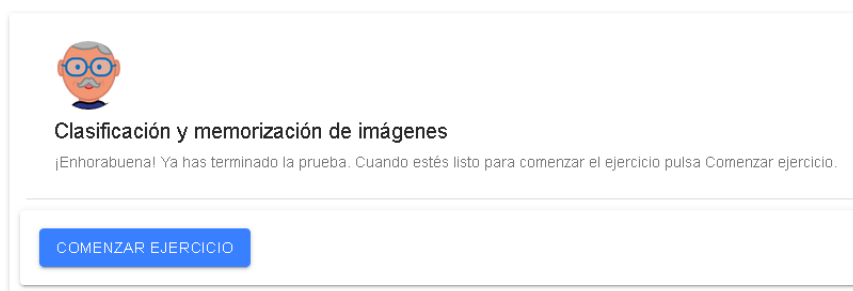 Clasificación y memorización de imágenes
¡Enhorabuena! Ya has terminado la prueba. Cuando estés listo para comenzar el ejercicio pulsa Comenzar ejercicio.
COMENZAR EJERCICIO